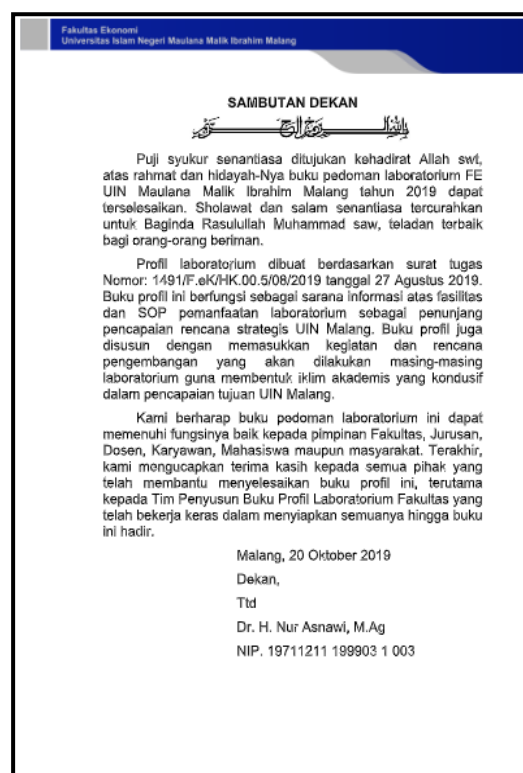 Fakultas Ekonomi
Universitas Islam Negeri Maulana Malik Ibrahim Malang
SAMBUTAN DEKAN
بسم الله الرحمن الرحيم
Puji syukur senantiasa ditujukan kehadirat Allah swt,
atas rahmat dan hidayah-Nya buku pedoman laboratorium FE
UIN Maulana Malik Ibrahim Malang tahun 2019 dapat
terselesaikan. Sholawat dan salam senantiasa tercurahkan
untuk Baginda Rasulullah Muhammad saw, teladan terbaik
bagi orang-orang beriman.
Profil laboratorium dibuat berdasarkan surat tugas
Nomor: 1491/F.eK/HK.00.5/08/2019 tanggal 27 Agustus 2019.
Buku profil ini berfungsi sebagai sarana informasi atas fasilitas
dan SOP pemanfaatan laboratorium sebagai penunjang
pencapaian rencana strategis UIN Malang. Buku profil juga
disusun dengan memasukkan kegiatan dan rencana
pengembangan yang akan dilakukan masing-masing
laboratorium guna membentuk iklim akademis yang kondusif
dalam pencapaian tujuan UIN Malang.
Kami berharap buku pedoman laboratorium ini dapat
memenuhi fungsinya baik kepada pimpinan Fakultas, Jurusan,
Dosen, Karyawan, Mahasiswa maupun masyarakat. Terakhir,
kami mengucapkan terima kasih kepada semua pihak yang
telah membantu menyelesaikan buku profil ini, terutama
kepada Tim Penyusun Buku Profil Laboratorium Fakultas yang
telah bekerja keras dalam menyiapkan semuanya hingga buku
ini hadir.
Malang, 20 Oktober 2019
Dekan,
Ttd
Dr. H. Nur Asnawi, M.Ag
NIP. 19711211 199903 1 003